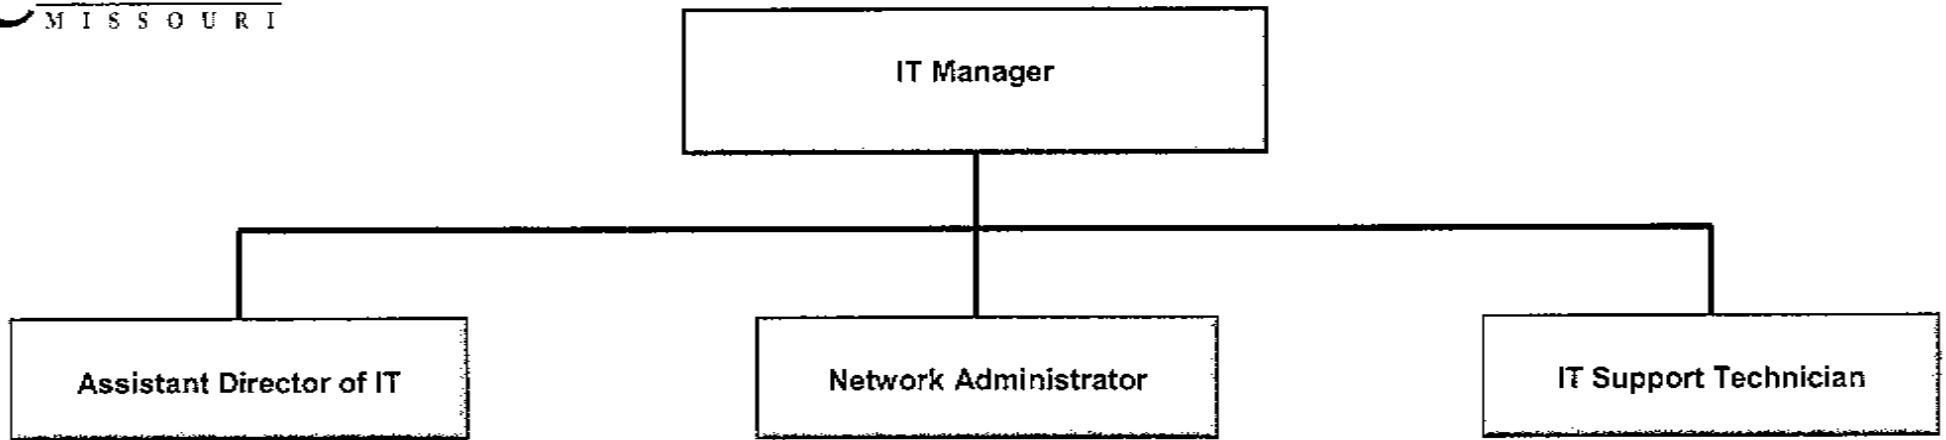 MISSOURI
IT Manager
Assistant Director of IT
Network Administrator
IT Support Technician